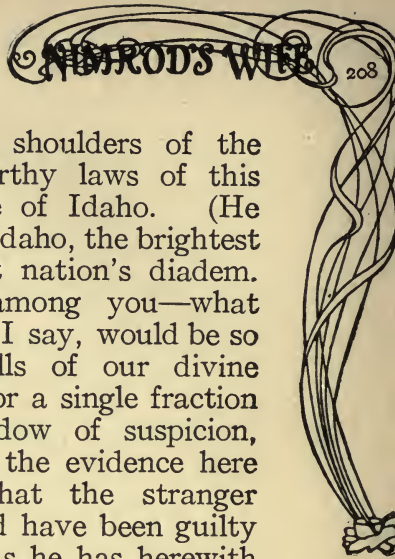 NIMROD'S WIFE 208
shoulders of the
rthy laws of this
e of Idaho. (He
daho, the brightest
t nation's diadem.
among you—what
I say, would be so
lls of our divine
or a single fraction
dow of suspicion,
the evidence here
hat the stranger
d have been guilty
s he has herewith